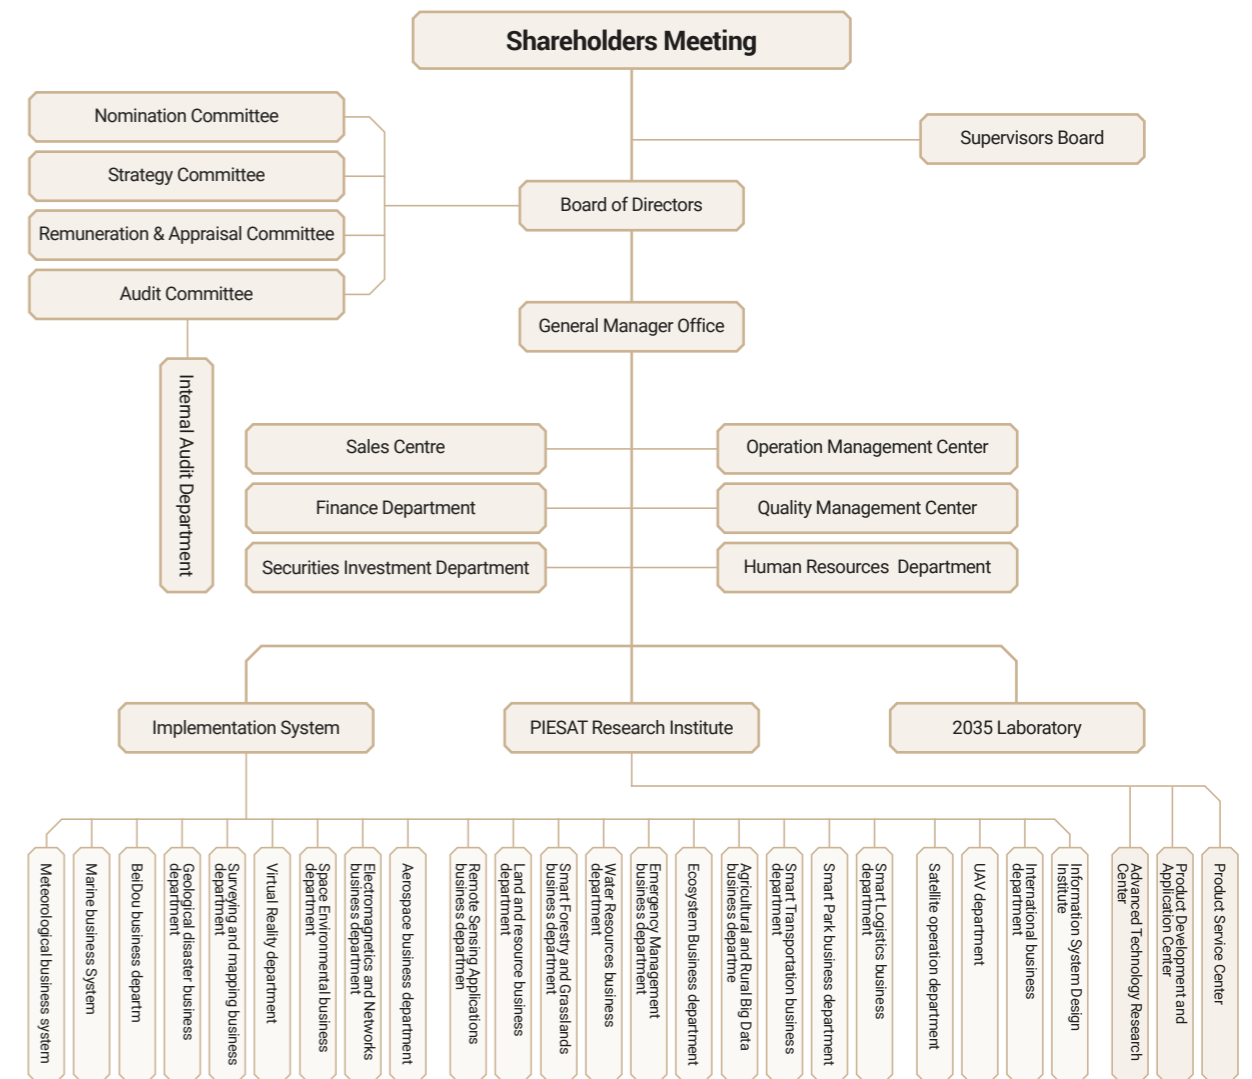 Shareholders Meeting
Nomination Committee
Supervisors Board
Strategy Committee
Board of Directors
Remuneration & Appraisal Committee
Audit Committee
General Manager Office
Internal Audit Department
Sales Centre
Operation Management Center
Finance Department
Quality Management Center
Securities Investment Department
Human Resources Department
Implementation System
PIESAT Research Institute
2035 Laboratory
Meteorological business system
Marine business System
BeiDou business departm
Geological disaster business
department
Surveying and mapping business
department
Virtual Reality department
Space Environmental business
department
Electromagnetics and Networks
business department
Aerospace business department
Remote Sensing Applications
business departmen
Land and resource business
department
Smart Forestry and Grasslands
business department
Water Resources business
department
Emergency Management
business department
Ecosystem Business department
Agricultural and Rural Big Data
business departme
Smart Transportation business
department
Smart Park business department
Smart Logistics business
department
Satellite operation department
UAV department
International business
department
Information System Design
Institute
Advanced Technology Research
Center
Product Development and
Application Center
Product Service Center